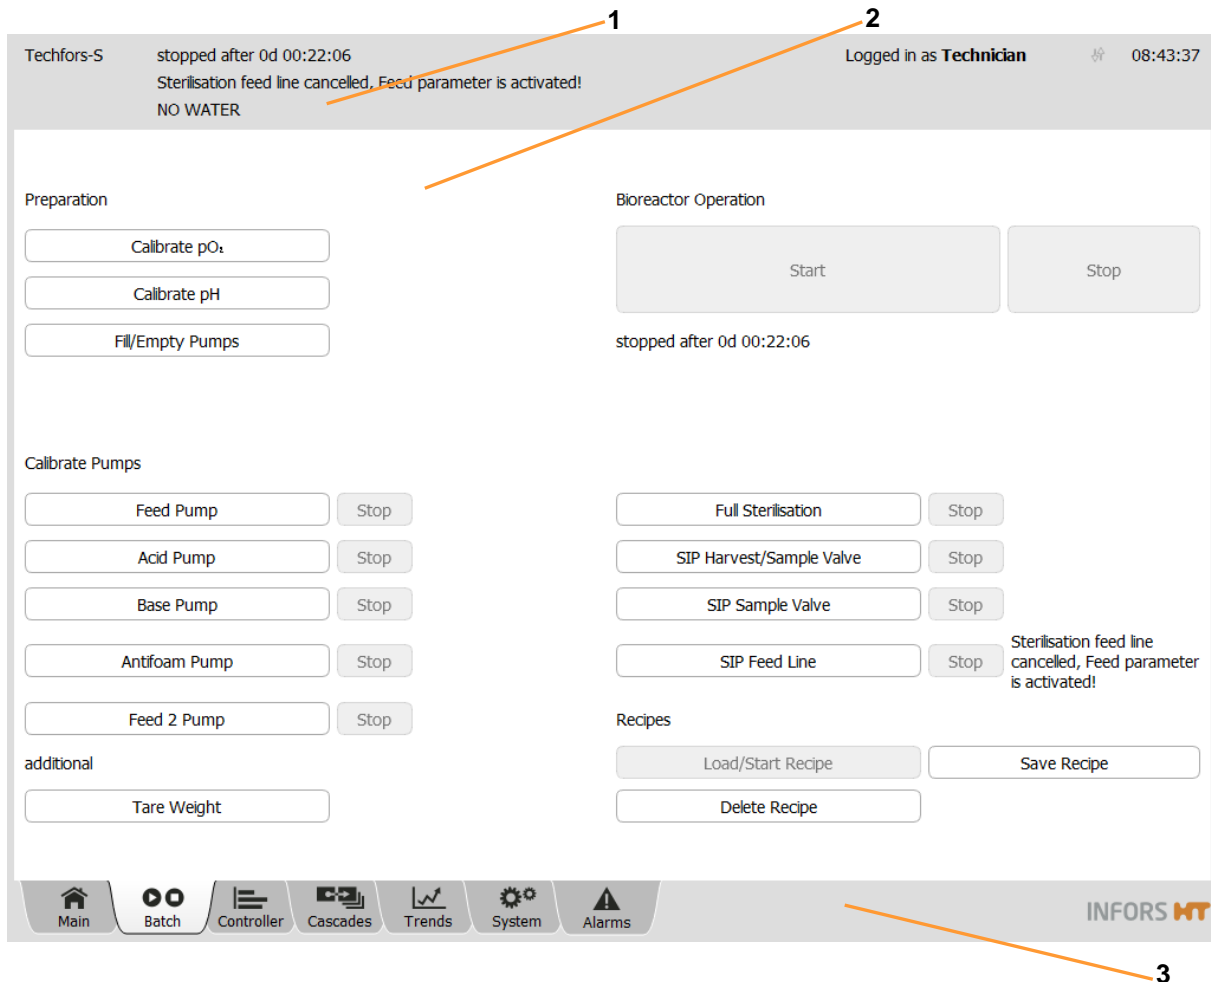 1
2
Techfors-S
stopped after 0d 00:22:06
Logged in as Technician
08:43:37
Sterilisation feed line cancelled, Feed parameter is activated!
NO WATER
Preparation
Bioreactor Operation
Calibrate pO₂
Start
Stop
Calibrate pH
Fill/Empty Pumps
stopped after 0d 00:22:06
Calibrate Pumps
Feed Pump
Stop
Full Sterilisation
Stop
Acid Pump
Stop
SIP Harvest/Sample Valve
Stop
Base Pump
Stop
SIP Sample Valve
Stop
Antifoam Pump
Stop
SIP Feed Line
Stop
Sterilisation feed line
cancelled, Feed parameter
is activated!
Feed 2 Pump
Stop
Recipes
additional
Load/Start Recipe
Save Recipe
Tare Weight
Delete Recipe
Main
Batch
Controller
Cascades
Trends
System
Alarms
INFORS HT
3